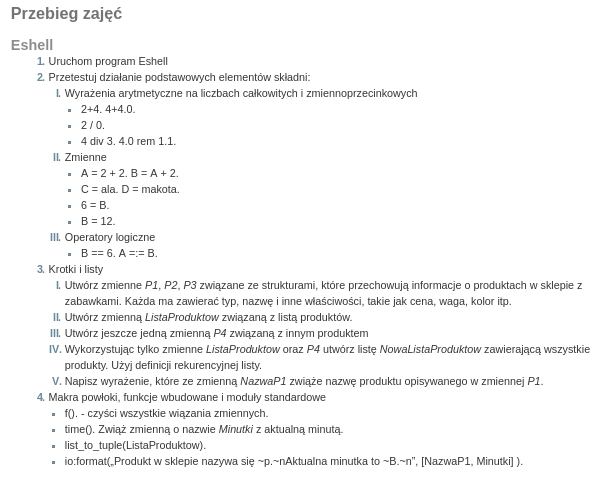 Przebieg zajęć
Eshell
1. Uruchom program Eshell
2. Przetestuj działanie podstawowych elementów składni:
I. Wyrażenia arytmetyczne na liczbach całkowitych i zmiennoprzecinkowych
▪ 2+4. 4+4.0.
▪ 2 / 0.
▪ 4 div 3. 4.0 rem 1.1.
II. Zmienne
▪ A = 2 + 2. B = A + 2.
▪ C = ala. D = makota.
▪ 6 = B.
▪ B = 12.
III. Operatory logiczne
▪ B == 6. A =:= B.
3. Krotki i listy
I. Utwórz zmienne P1, P2, P3 związane ze strukturami, które przechowują informacje o produktach w sklepie z
zabawkami. Każda ma zawierać typ, nazwę i inne właściwości, takie jak cena, waga, kolor itp.
II. Utwórz zmienną ListaProduktow związaną z listą produktów.
III. Utwórz jeszcze jedną zmienną P4 związaną z innym produktem
IV. Wykorzystując tylko zmienne ListaProduktow oraz P4 utwórz listę NowaListaProduktow zawierającą wszystkie
produkty. Użyj definicji rekurencyjnej listy.
V. Napisz wyrażenie, które ze zmienną NazwaP1 zwiąże nazwę produktu opisywanego w zmiennej P1.
4. Makra powłoki, funkcje wbudowane i moduły standardowe
▪ f(). - czyści wszystkie wiązania zmiennych.
▪ time(). Zwiąż zmienną o nazwie Minutki z aktualną minutą.
▪ list_to_tuple(ListaProduktow).
▪ io:format(„Produkt w sklepie nazywa się ~p.~nAktualna minutka to ~B.~n”, [NazwaP1, Minutki] ).